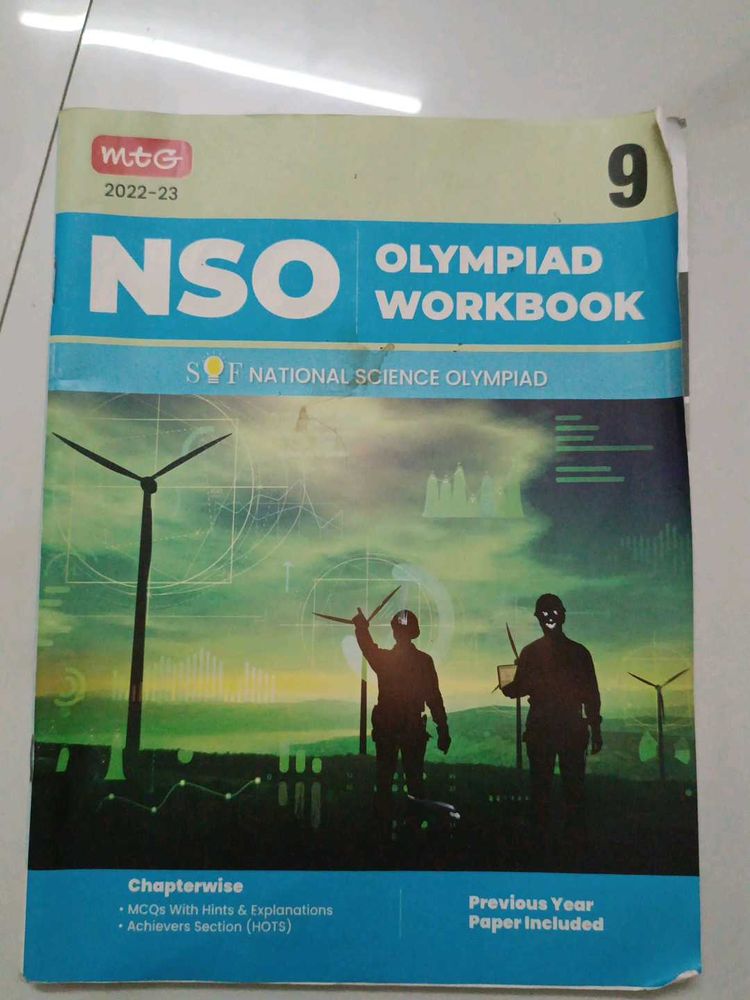 mtG
2022-23
9
NSO
OLYMPIAD
WORKBOOK
SOF NATIONAL SCIENCE OLYMPIAD
Chapterwise
• MCQs With Hints & Explanations
• Achievers Section (HOTS)
Previous Year
Paper Included